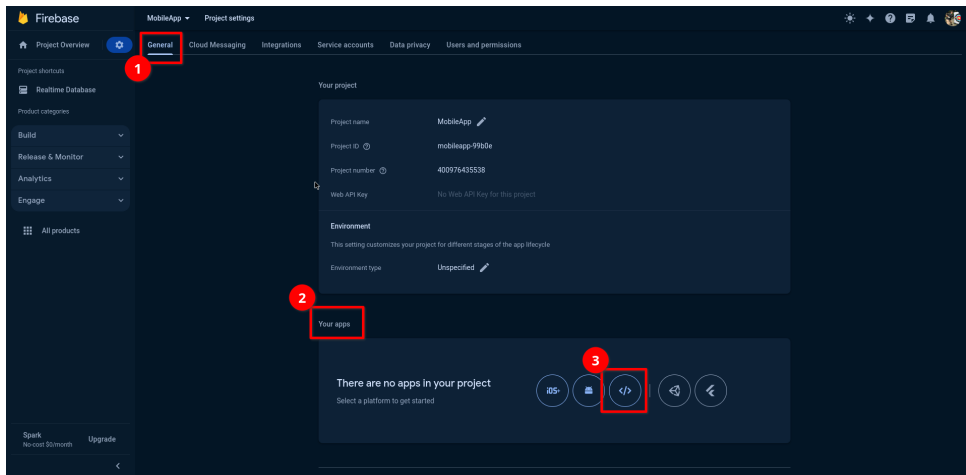 Firebase
MobileApp
Project settings
Project Overview
General
Cloud Messaging
Integrations
Service accounts
Data privacy
Users and permissions
1
Project shortcuts
Realtime Database
Product categories
Build
Release & Monitor
Analytics
Engage
All products
Your project
Project name
MobileApp
Project ID
mobileapp-99b0e
Project number
400976435538
Web API Key
No Web API Key for this project
Environment
This setting customizes your project for different stages of the app lifecycle
Environment type
Unspecified
2
Your apps
3
There are no apps in your project
Select a platform to get started
iOS+
</>
Spark
No-cost $0/month
Upgrade